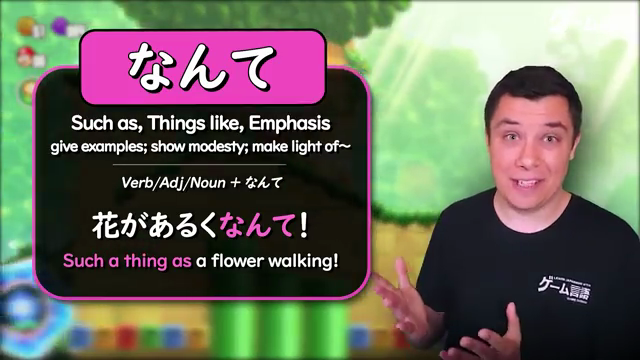 なんて
Such as, Things like, Emphasis
give examples; show modesty; make light of～
Verb/Adj/Noun + なんて
花があるくなんて!
Such a thing as a flower walking!
ゲーム言語